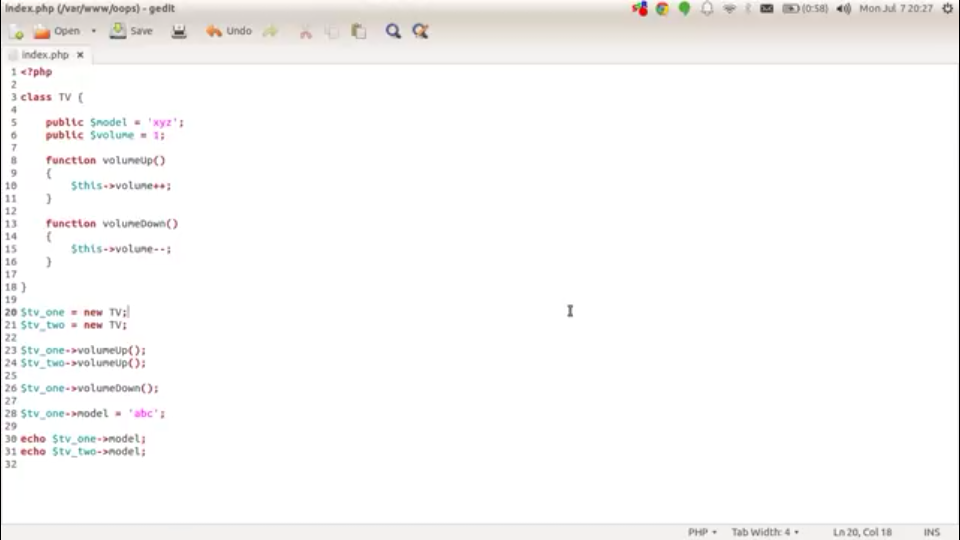 index.php (/var/www/oops) - gedit
(0:58) Mon Jul 7 20:27
Open Save Undo
index.php
1 <?php
2
3 class TV {
4
5     public $model = 'xyz';
6     public $volume = 1;
7
8     function volumeUp()
9     {
10         $this->volume++;
11     }
12
13     function volumeDown()
14     {
15         $this->volume--;
16     }
17
18 }
19
20 $tv_one = new TV;
21 $tv_two = new TV;
22
23 $tv_one->volumeUp();
24 $tv_two->volumeUp();
25
26 $tv_one->volumeDown();
27
28 $tv_one->model = 'abc';
29
30 echo $tv_one->model;
31 echo $tv_two->model;
32
PHP Tab Width: 4 Ln 20, Col 18 INS